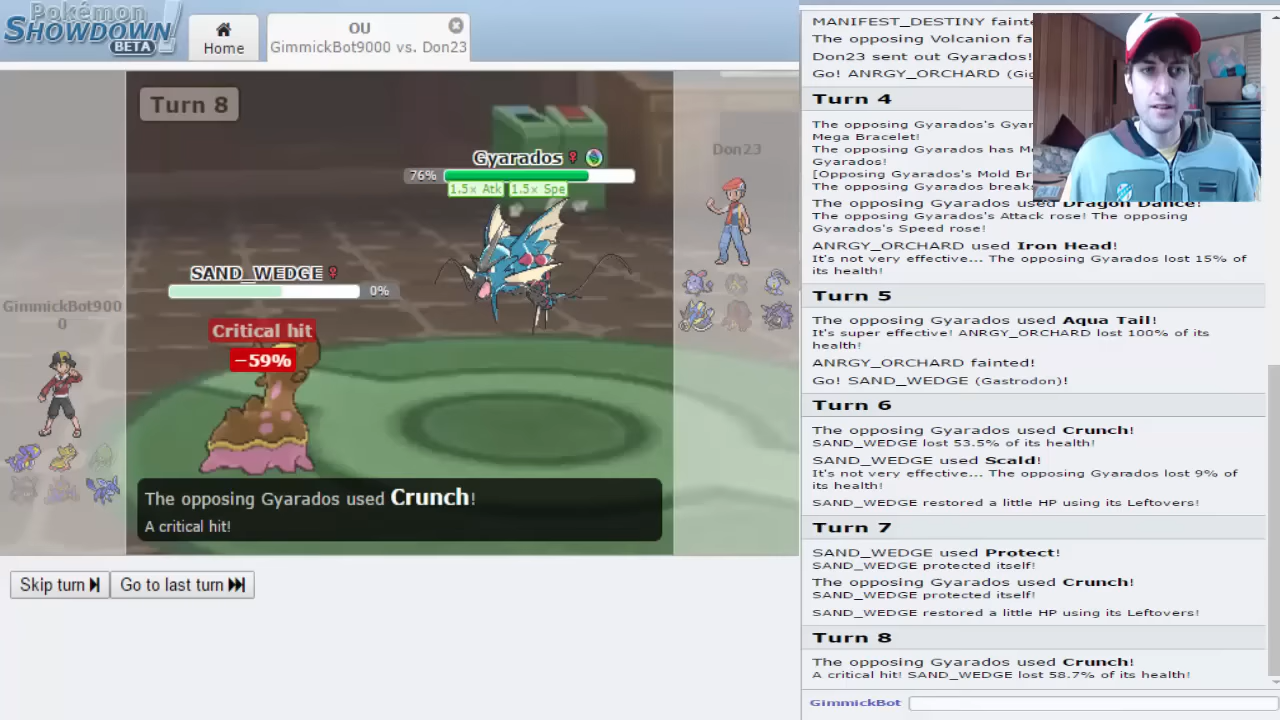 Pokémon
SHOWDOWN!
BETA
Home
OU
GimmickBot9000 vs. Don23
Turn 8
Gyarados
76%
1.5× Atk 1.5× Spe
Don23
SAND_WEDGE
0%
GimmickBot900
0
Critical hit
−59%
The opposing Gyarados used Crunch!
A critical hit!
Skip turn
Go to last turn
MANIFEST_DESTINY fainte
The opposing Volcanion fa
Don23 sent out Gyarados!
Go! ANRGY_ORCHARD (Gig
Turn 4
The opposing Gyarados's Gyar
Mega Bracelet!
The opposing Gyarados has Me
Gyarados!
[Opposing Gyarados's Mold Br
The opposing Gyarados breaks
The opposing Gyarados used Dragon Dance!
The opposing Gyarados's Attack rose! The opposing
Gyarados's Speed rose!
ANRGY_ORCHARD used Iron Head!
It's not very effective... The opposing Gyarados lost 15% of
its health!
Turn 5
The opposing Gyarados used Aqua Tail!
It's super effective! ANRGY_ORCHARD lost 100% of its
health!
ANRGY_ORCHARD fainted!
Go! SAND_WEDGE (Gastrodon)!
Turn 6
The opposing Gyarados used Crunch!
SAND_WEDGE lost 53.5% of its health!
SAND_WEDGE used Scald!
It's not very effective... The opposing Gyarados lost 9% of
its health!
SAND_WEDGE restored a little HP using its Leftovers!
Turn 7
SAND_WEDGE used Protect!
SAND_WEDGE protected itself!
The opposing Gyarados used Crunch!
SAND_WEDGE protected itself!
SAND_WEDGE restored a little HP using its Leftovers!
Turn 8
The opposing Gyarados used Crunch!
A critical hit! SAND_WEDGE lost 58.7% of its health!
GimmickBot